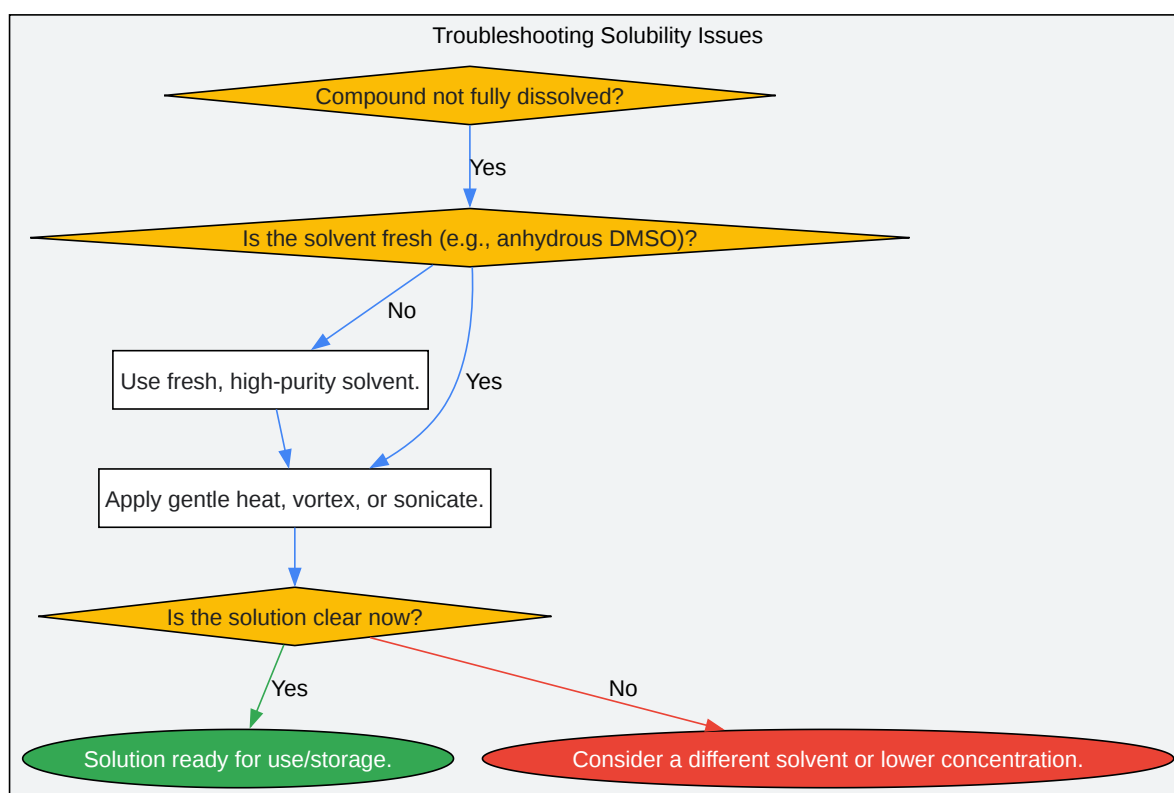 Troubleshooting Solubility Issues
Compound not fully dissolved?
Yes
Is the solvent fresh (e.g., anhydrous DMSO)?
No
Use fresh, high-purity solvent.
Yes
Apply gentle heat, vortex, or sonicate.
Is the solution clear now?
Yes
No
Solution ready for use/storage.
Consider a different solvent or lower concentration.